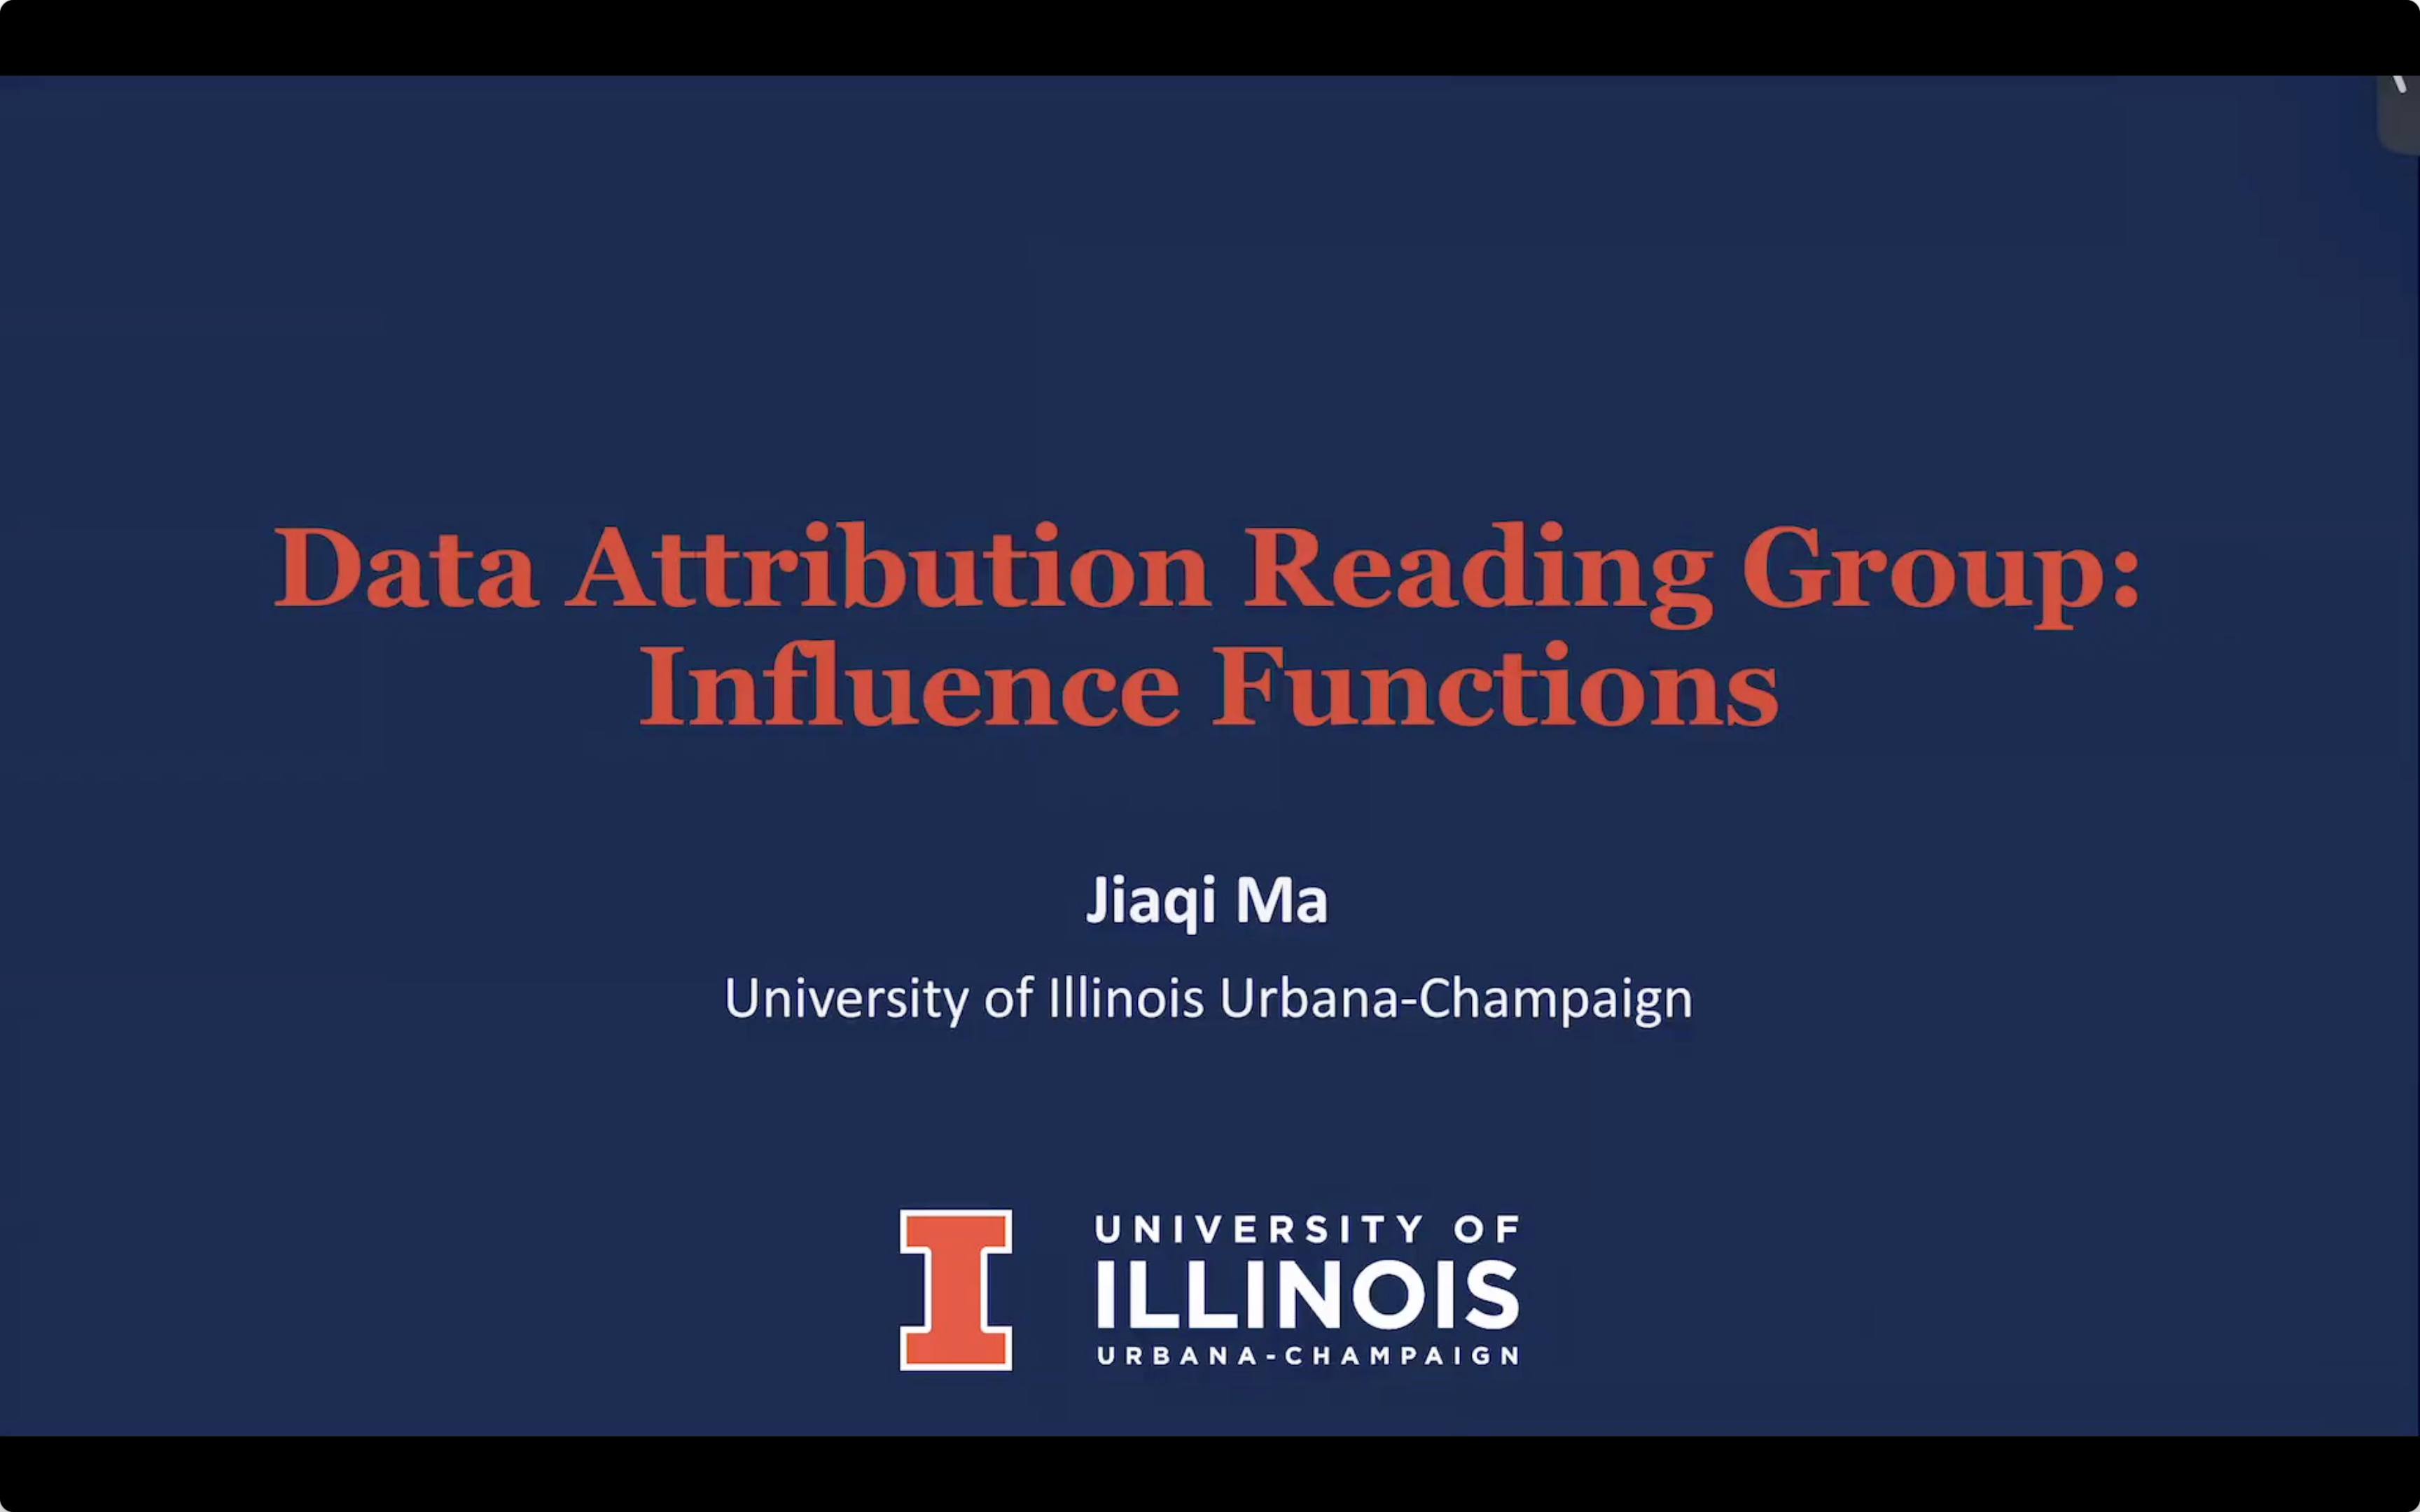 Data Attribution Reading Group:
Influence Functions
Jiaqi Ma
University of Illinois Urbana-Champaign
I
UNIVERSITY OF
ILLINOIS
URBANA-CHAMPAIGN